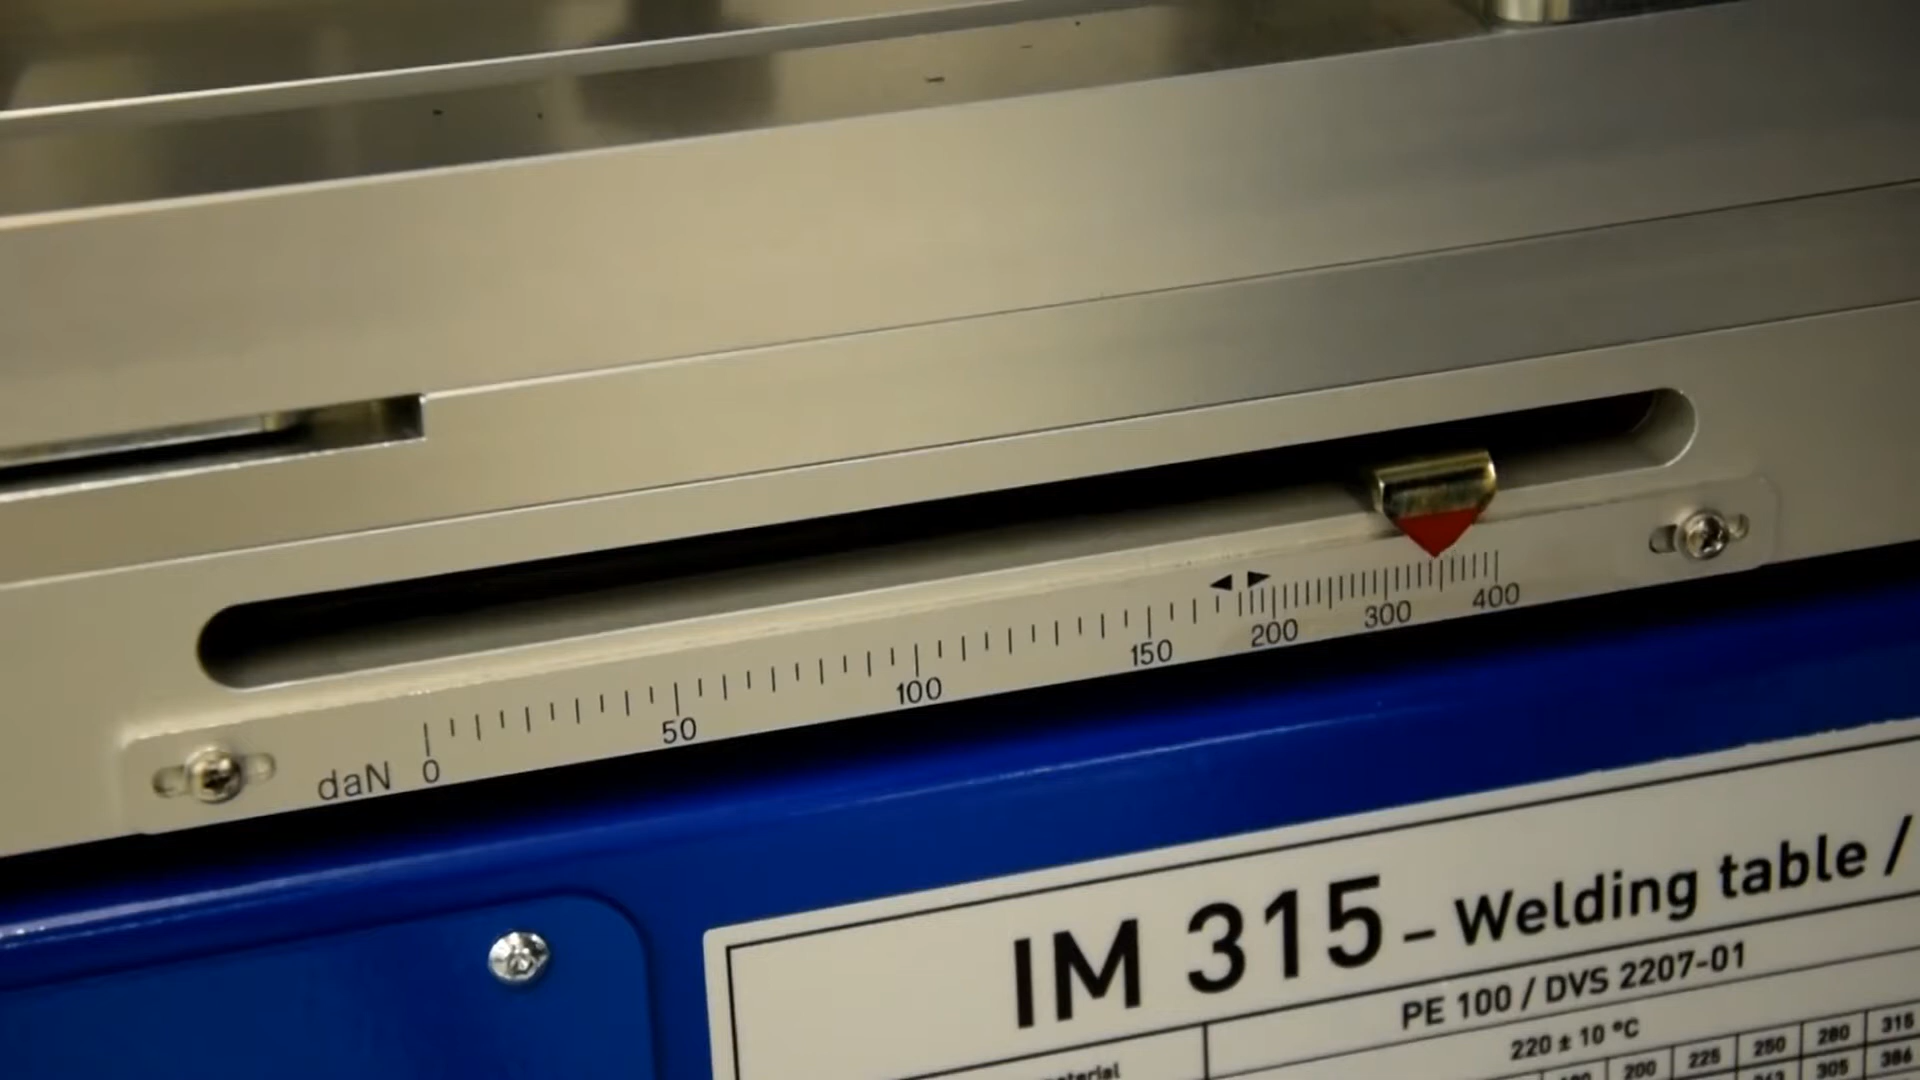 ◀ ▶
daN 0 50 100 150 200 300 400
IM 315 – Welding table /
PE 100 / DVS 2207-01
220 ± 10 °C
200 225 250 280 315
305 386